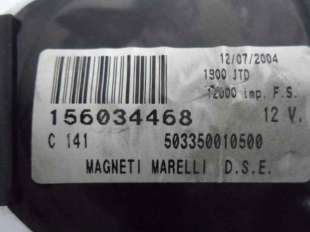 12/07/2004
1900 JTD
12000 imp. F.S.
156034468 12 V.
C 141 503350010500
MAGNETI MARELLI D.S.E.